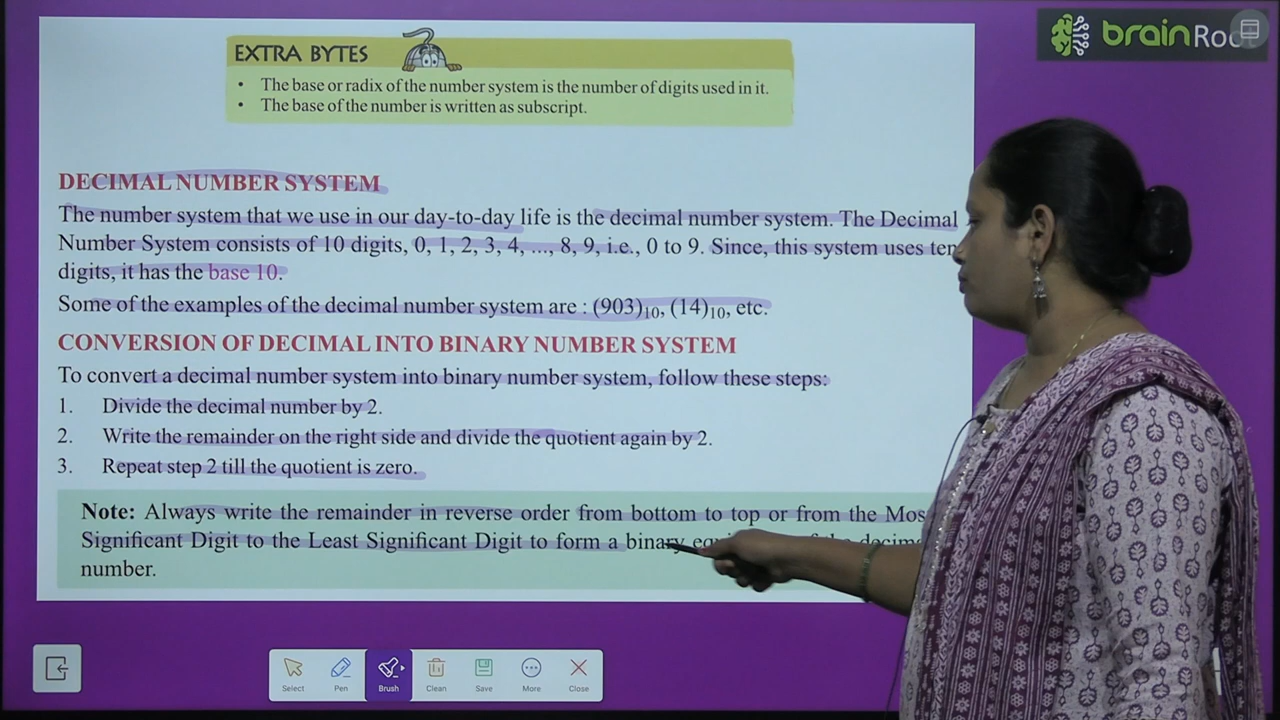 brainRoo
EXTRA BYTES
• The base or radix of the number system is the number of digits used in it.
• The base of the number is written as subscript.
DECIMAL NUMBER SYSTEM
The number system that we use in our day-to-day life is the decimal number system. The Decimal
Number System consists of 10 digits, 0, 1, 2, 3, 4, ..., 8, 9, i.e., 0 to 9. Since, this system uses ten
digits, it has the base 10.
Some of the examples of the decimal number system are : (903)₁₀, (14)₁₀, etc.
CONVERSION OF DECIMAL INTO BINARY NUMBER SYSTEM
To convert a decimal number system into binary number system, follow these steps:
1. Divide the decimal number by 2.
2. Write the remainder on the right side and divide the quotient again by 2.
3. Repeat step 2 till the quotient is zero.
Note: Always write the remainder in reverse order from bottom to top or from the Mos
Significant Digit to the Least Significant Digit to form a binary of the decim
number.
Select Pen Brush Clean Save More Close